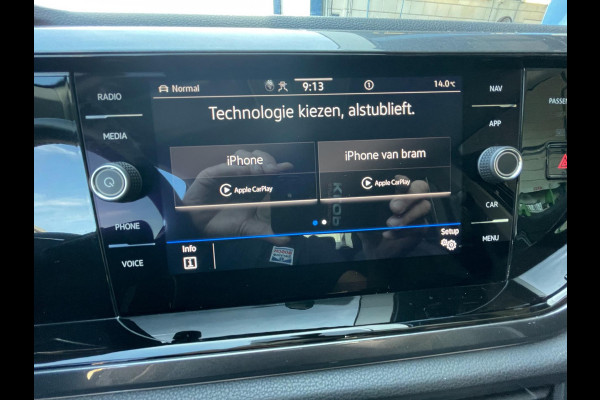 Normal
9:13
14.0°C
Technologie kiezen, alstublieft.
iPhone
Apple CarPlay
iPhone van bram
Apple CarPlay
Info
Setup
RADIO
MEDIA
PHONE
VOICE
NAV
APP
CAR
MENU